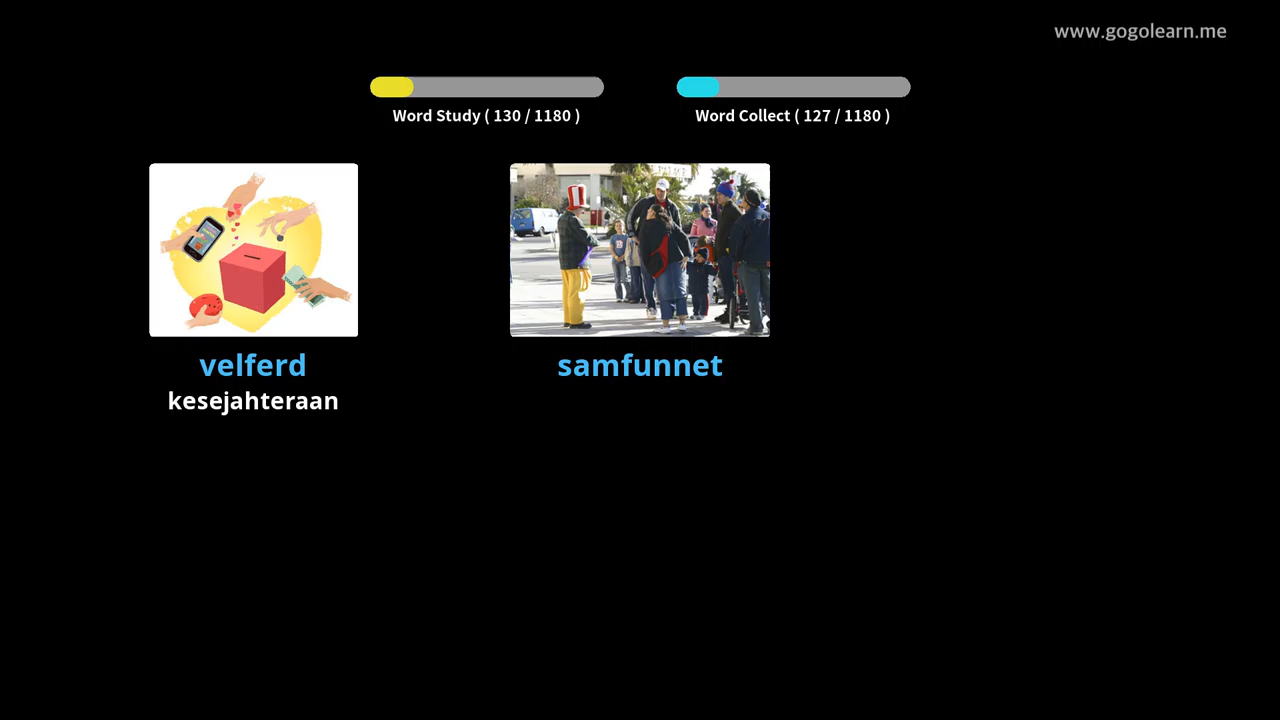 www.gogolearn.me
Word Study ( 130 / 1180 )
Word Collect ( 127 / 1180 )
velferd
kesejahteraan
samfunnet